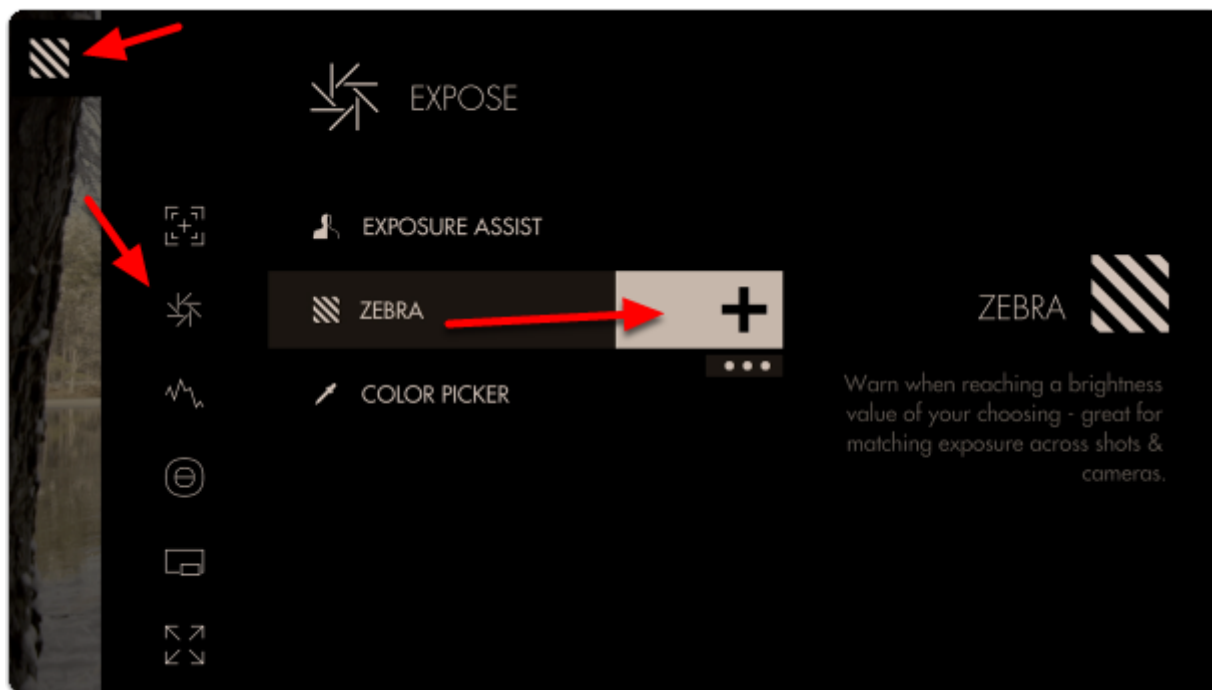 EXPOSE
EXPOSURE ASSIST
ZEBRA
COLOR PICKER
ZEBRA
Warn when reaching a brightness
value of your choosing - great for
matching exposure across shots &
cameras.